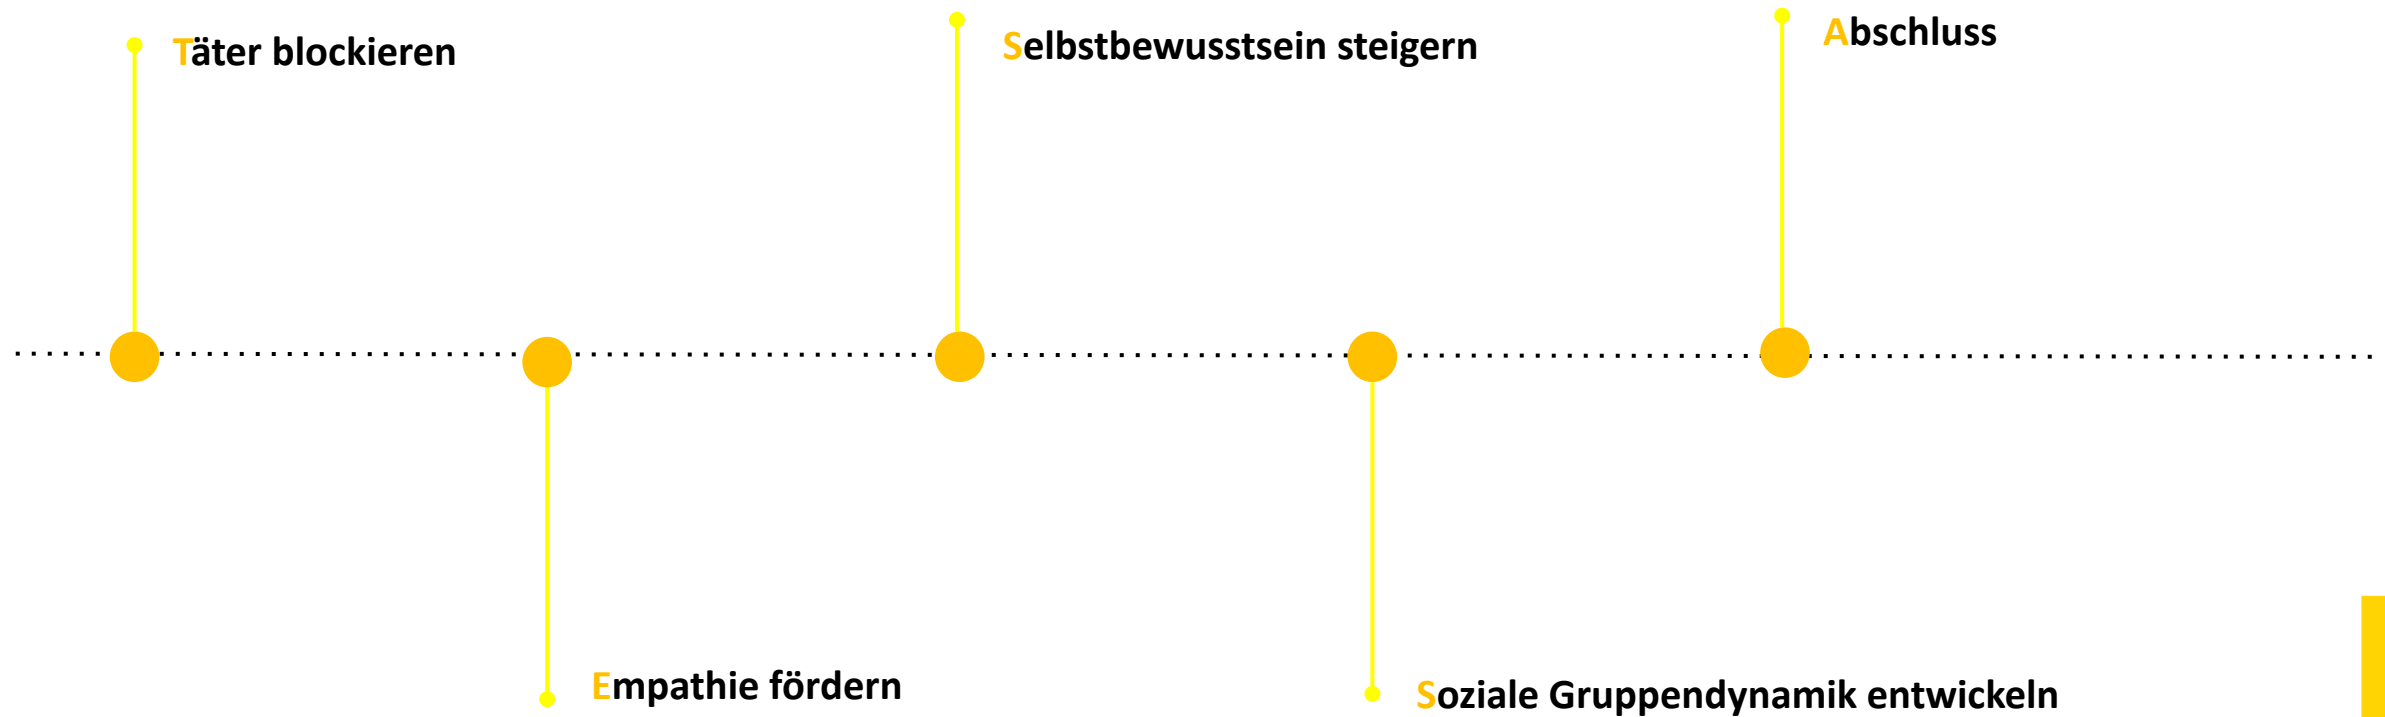 Täter blockieren
Empathie fördern
Selbstbewusstsein steigern
Soziale Gruppendynamik entwickeln
Abschluss